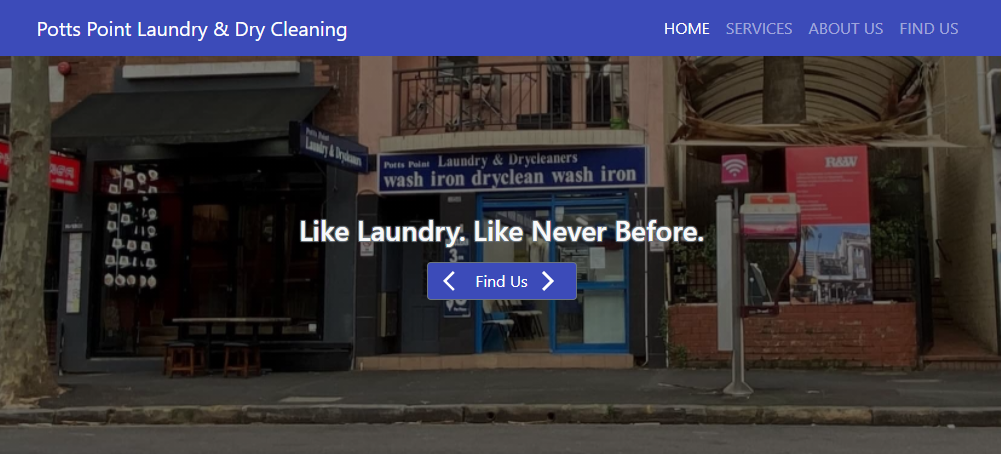 Potts Point Laundry & Dry Cleaning
HOME SERVICES ABOUT US FIND US
Potts Point
Laundry & Drycleaners
Potts Point Laundry & Drycleaners
wash iron dryclean wash iron
R&W
Like Laundry. Like Never Before.
Find Us